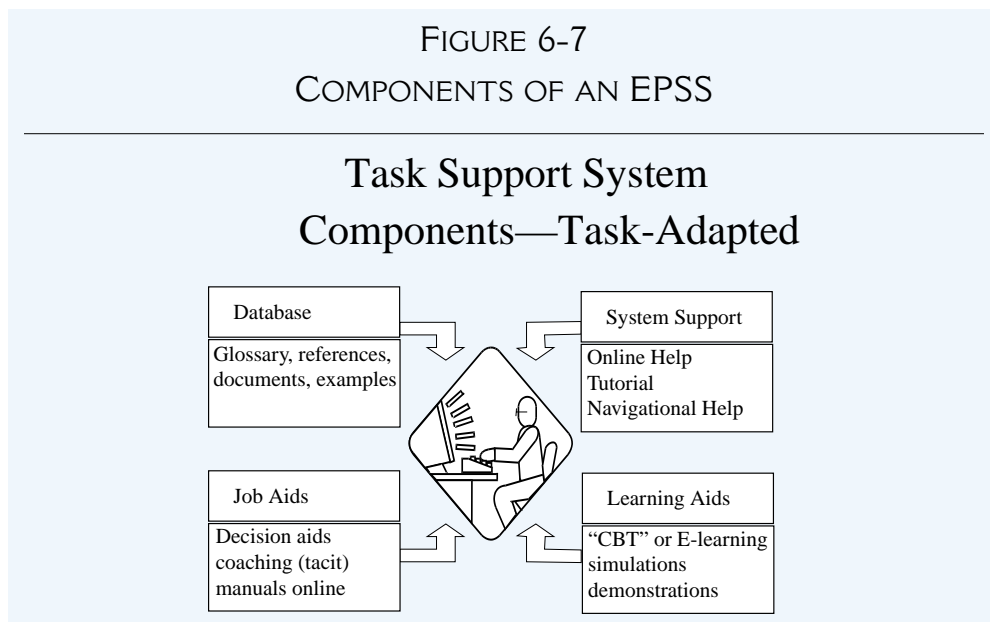 FIGURE 6-7
COMPONENTS OF AN EPSS
Task Support System
Components—Task-Adapted
Database
Glossary, references,
documents, examples
System Support
Online Help
Tutorial
Navigational Help
Job Aids
Decision aids
coaching (tacit)
manuals online
Learning Aids
“CBT” or E-learning
simulations
demonstrations